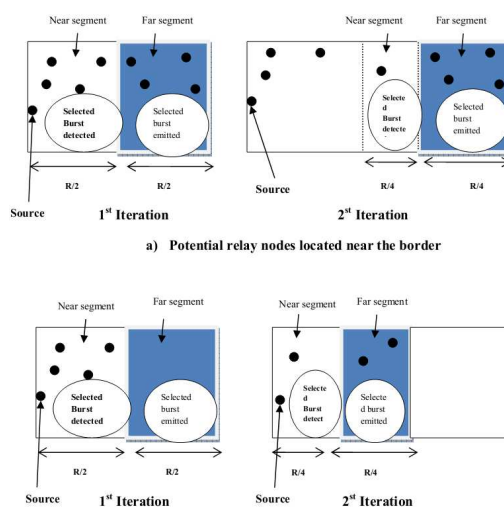 Near segment
Far segment
Selected
Burst
detected
Selected
burst
emitted
R/2
R/2
Source
1st Iteration
Near segment
Far segment
Selecte
d
Burst
detecte
Selected
burst
emitted
R/4
R/4
Source
2st Iteration
a) Potential relay nodes located near the border
Near segment
Far segment
Selected
Burst
detected
Selected
burst
emitted
R/2
R/2
Source
1st Iteration
Near segment
Far segment
Selecte
d
Burst
detect
Selecte
d burst
emitted
R/4
R/4
Source
2st Iteration